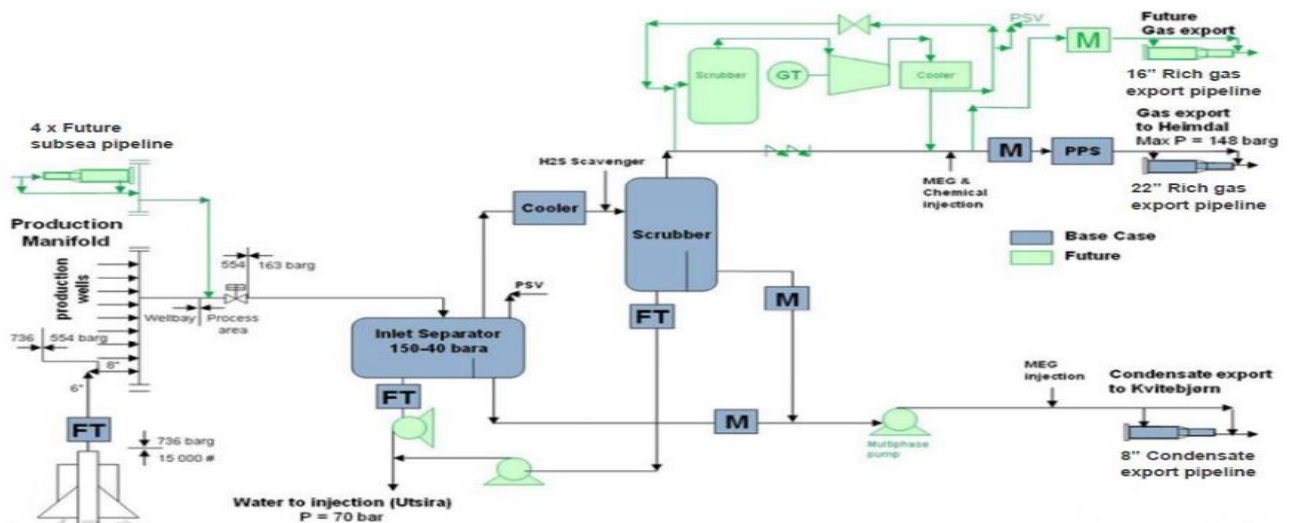 PSV
Future
Gas export
M
Scrubber
GT
Cooler
16” Rich gas
export pipeline
Gas export
to Heimdal
Max P = 148 barg
4 x Future
subsea pipeline
H2S Scavenger
M
PPS
MEG &
Chemical
injection
22” Rich gas
export pipeline
Cooler
Scrubber
Production
Manifold
Base Case
Future
554
163 barg
production
wells
PSV
M
Wellbay
Process
area
FT
Inlet Separator
150-40 bara
736
554 barg
8"
6"
MEG
injection
Condensate export
to Kvitebjørn
FT
M
FT
Multiphase
pump
736 barg
15 000 #
8” Condensate
export pipeline
Water to injection (Utsira)
P = 70 bar